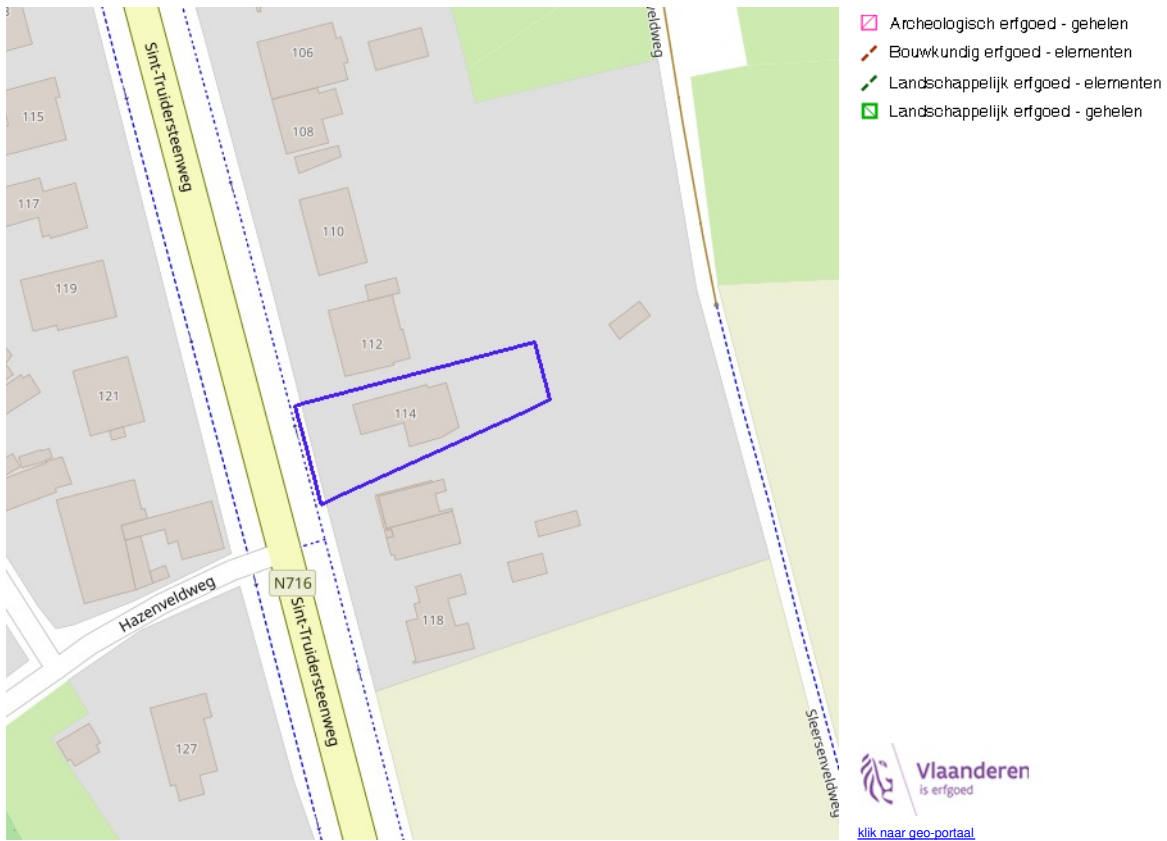 Archeologisch erfgoed - gehelen
Bouwkundig erfgoed - elementen
Landschappelijk erfgoed - elementen
Landschappelijk erfgoed - gehelen
Sint-Truidersteenweg
veldweg
106
108
115
117
110
119
112
121
114
N716
Hazenveldweg
Sint-Truidersteenweg
118
127
Sleersenveldweg
Vlaanderen
is erfgoed
klik naar geo-portaal